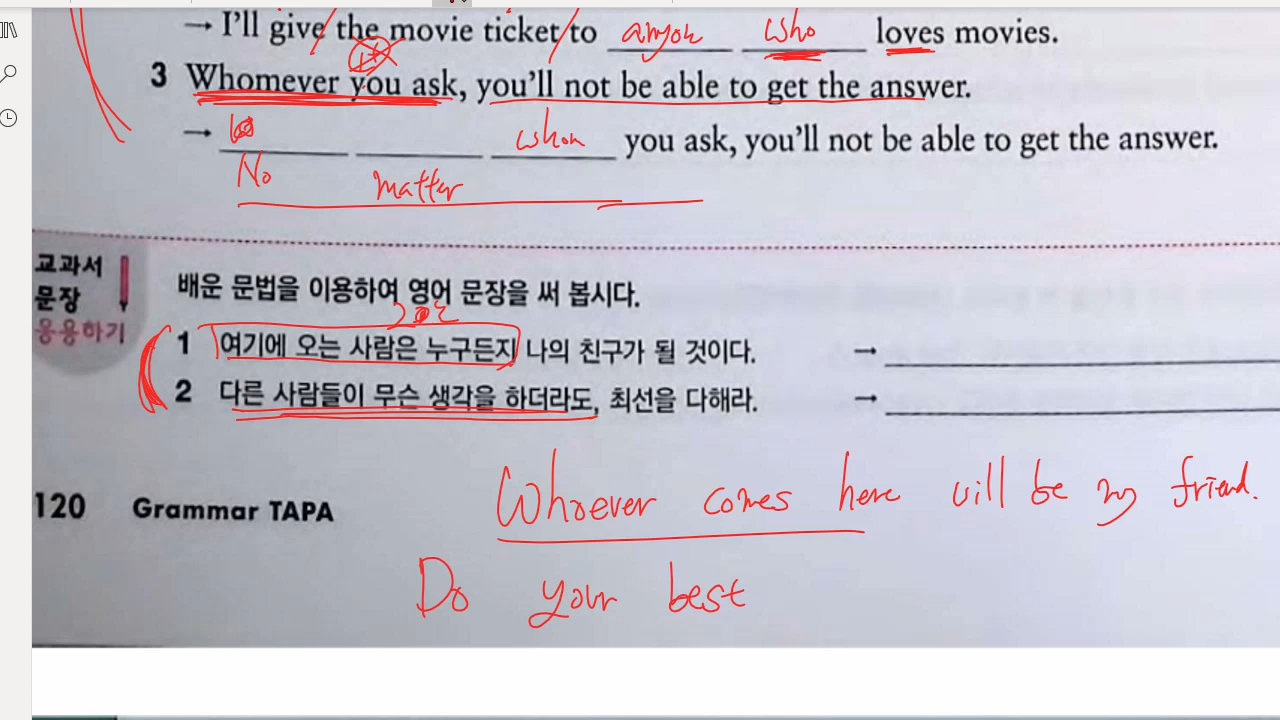 → I'll give the movie ticket to anyone who loves movies.
3 Whomever you ask, you'll not be able to get the answer.
→ No matter whom you ask, you'll not be able to get the answer.
교과서
문장
응용하기
배운 문법을 이용하여 영어 문장을 써 봅시다.
1 여기에 오는 사람은 누구든지 나의 친구가 될 것이다. →
2 다른 사람들이 무슨 생각을 하더라도, 최선을 다해라. →
Whoever comes here will be my friend.
120 Grammar TAPA
Do your best